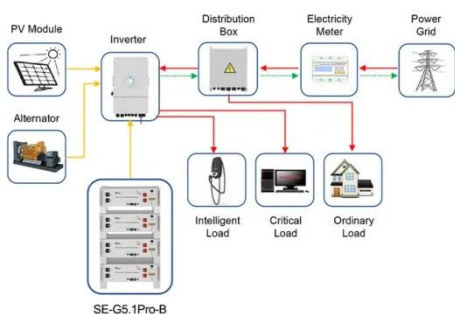 PV Module
Inverter
Distribution
Box
Electricity
Meter
Power
Grid
Alternator
Intelligent
Load
Critical
Load
Ordinary
Load
SE-G5.1Pro-B